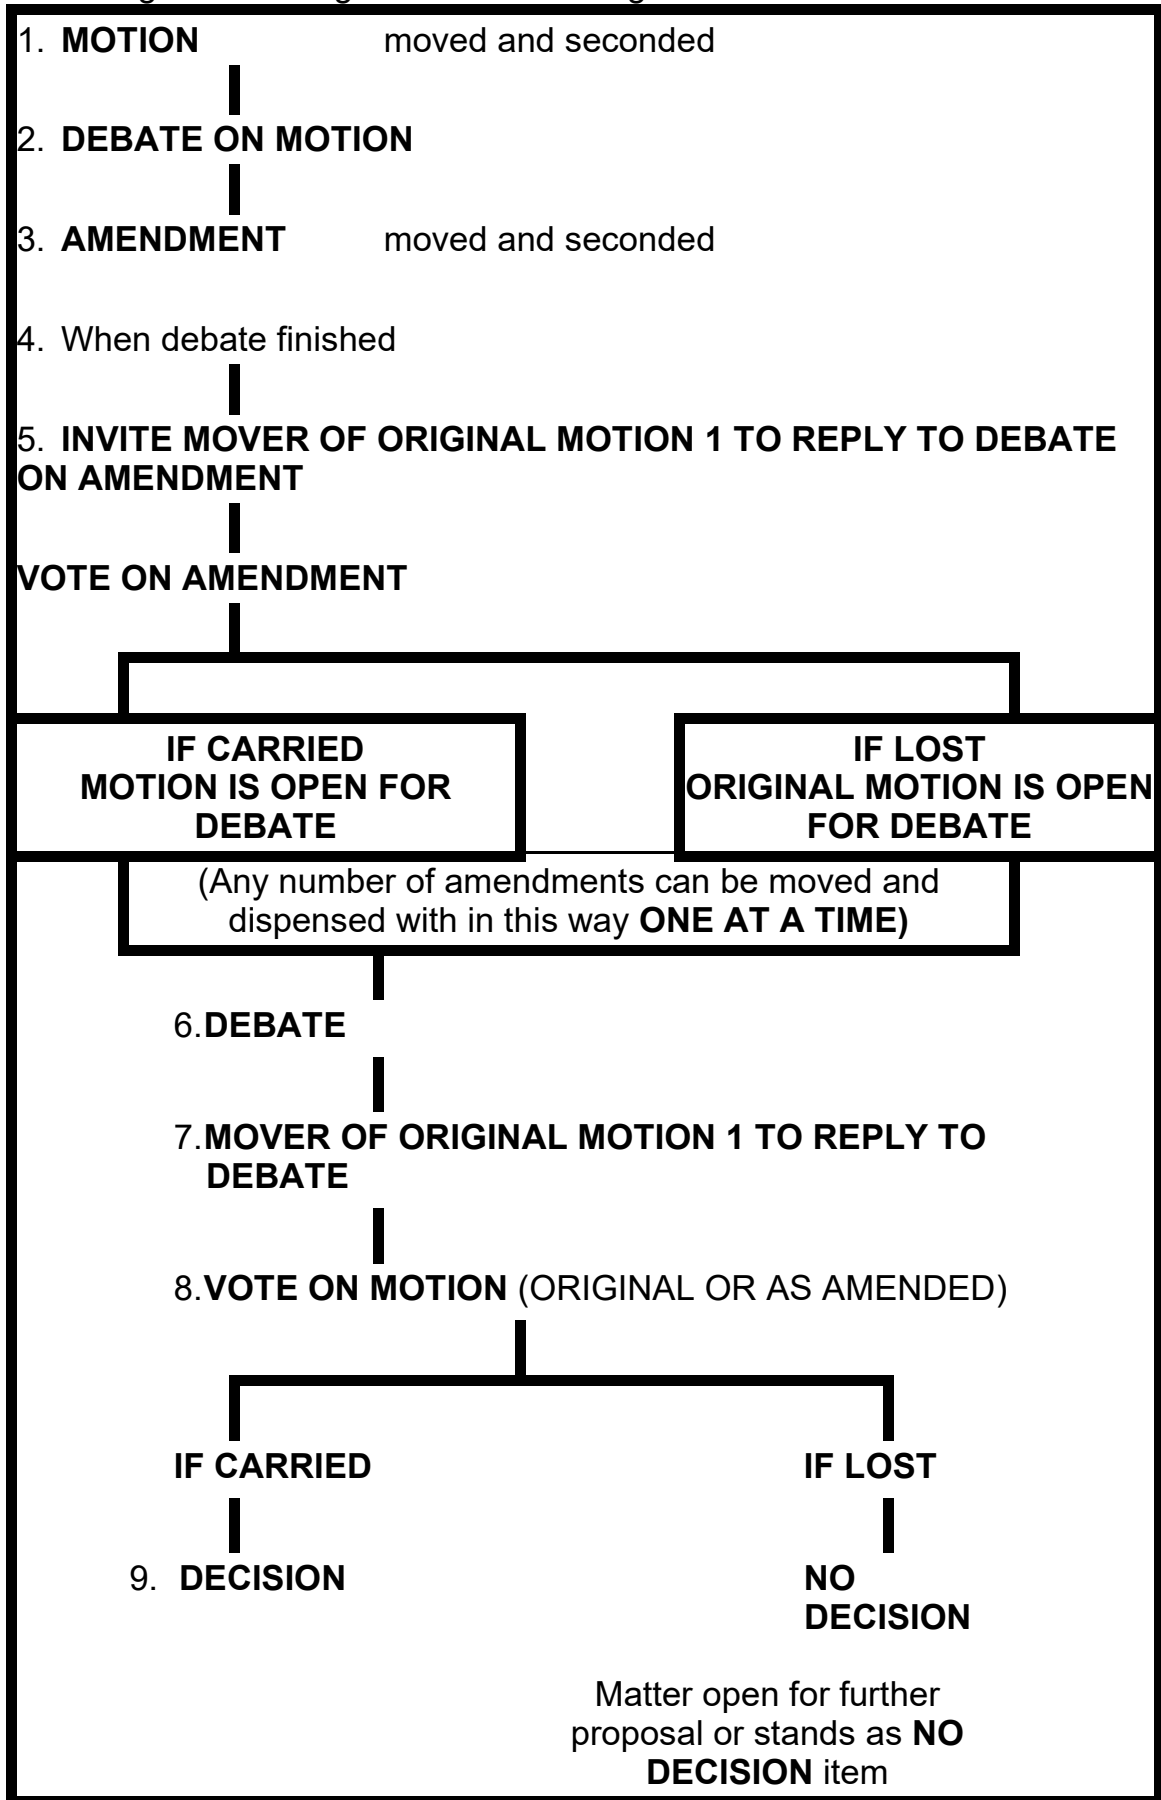 1. MOTION moved and seconded
2. DEBATE ON MOTION
3. AMENDMENT moved and seconded
4. When debate finished
5. INVITE MOVER OF ORIGINAL MOTION 1 TO REPLY TO DEBATE
ON AMENDMENT
VOTE ON AMENDMENT
IF CARRIED
MOTION IS OPEN FOR
DEBATE
IF LOST
ORIGINAL MOTION IS OPEN
FOR DEBATE
(Any number of amendments can be moved and
dispensed with in this way ONE AT A TIME)
6.DEBATE
7.MOVER OF ORIGINAL MOTION 1 TO REPLY TO
DEBATE
8.VOTE ON MOTION (ORIGINAL OR AS AMENDED)
IF CARRIED
IF LOST
9. DECISION
NO
DECISION
Matter open for further
proposal or stands as NO
DECISION item